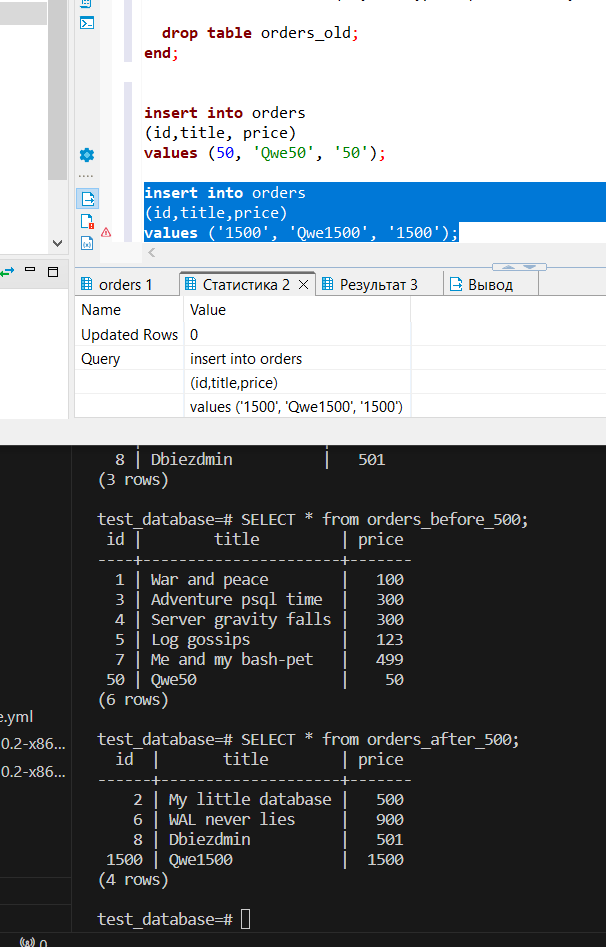 drop table orders_old;
end;
insert into orders
(id,title, price)
values (50, 'Qwe50', '50');
insert into orders
(id,title,price)
values ('1500', 'Qwe1500', '1500');
orders 1 Статистика 2 Результат 3 Вывод
Name Value
Updated Rows 0
Query insert into orders
(id,title,price)
values ('1500', 'Qwe1500', '1500')
8 | Dbiezdmin | 501
(3 rows)
test_database=# SELECT * from orders_before_500;
id | title | price
----+----------------------+-------
1 | War and peace | 100
3 | Adventure psql time | 300
4 | Server gravity falls | 300
5 | Log gossips | 123
7 | Me and my bash-pet | 499
50 | Qwe50 | 50
(6 rows)
e.yml
test_database=# SELECT * from orders_after_500;
0.2-x86...
id | title | price
0.2-x86...
------+--------------------+-------
2 | My little database | 500
6 | WAL never lies | 900
8 | Dbiezdmin | 501
1500 | Qwe1500 | 1500
(4 rows)
test_database=#
0